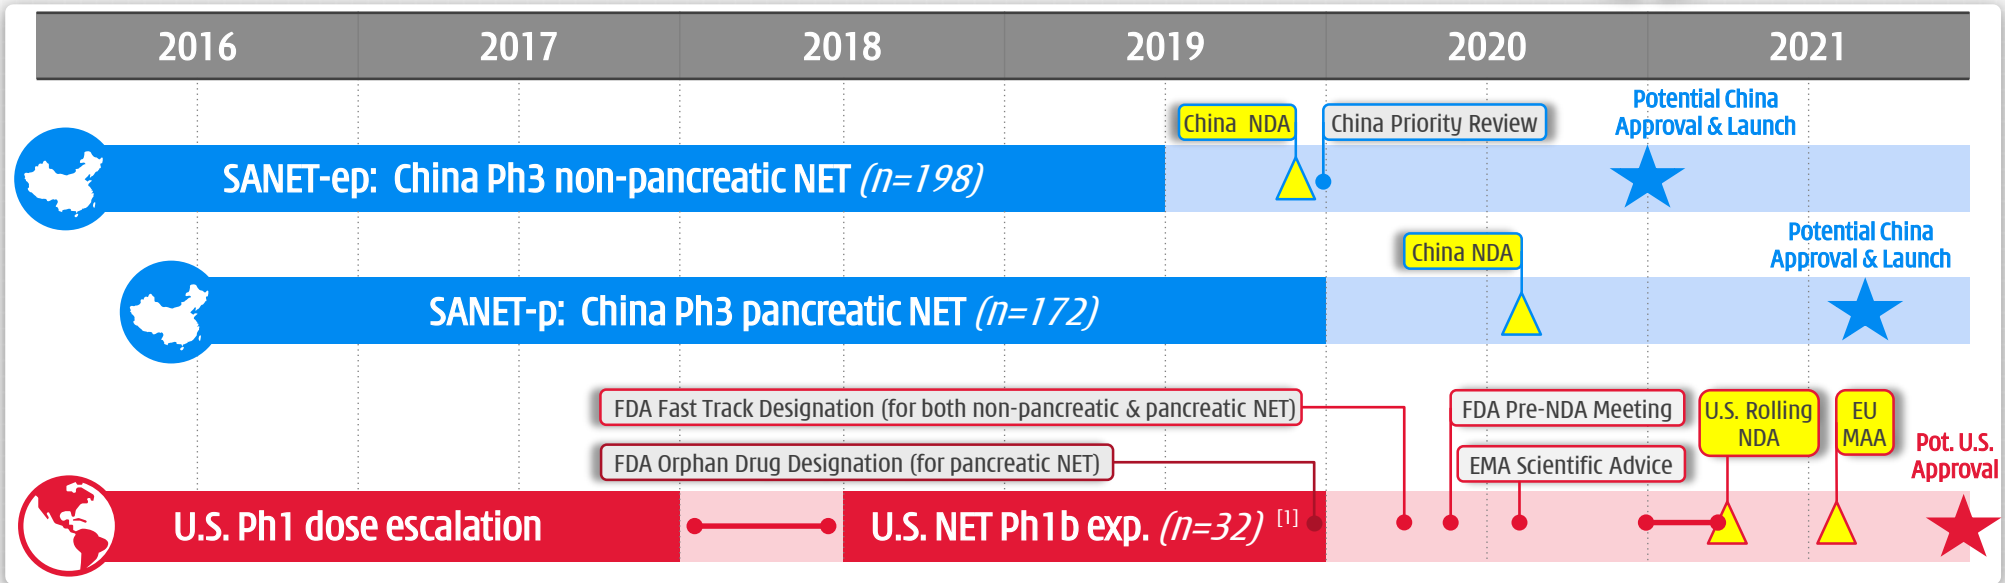 2016 2017 2018 2019 2020 2021
Potential China
Approval & Launch
China NDA
China Priority Review
SANET-ep: China Ph3 non-pancreatic NET (n=198)
Potential China
Approval & Launch
China NDA
SANET-p: China Ph3 pancreatic NET (n=172)
FDA Fast Track Designation (for both non-pancreatic & pancreatic NET)
FDA Pre-NDA Meeting
U.S. Rolling
NDA
EU
MAA
FDA Orphan Drug Designation (for pancreatic NET)
EMA Scientific Advice
Pot. U.S.
Approval
U.S. Ph1 dose escalation
U.S. NET Ph1b exp. (n=32) [1]